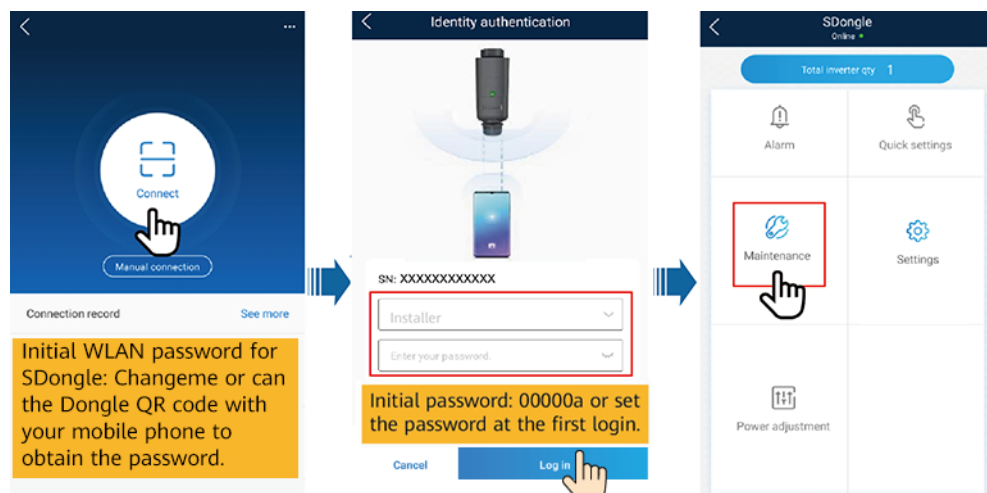 Connect
Manual connection
Connection record
See more
Initial WLAN password for
SDongle: Changeme or can
the Dongle QR code with
your mobile phone to
obtain the password.
Identity authentication
SN: XXXXXXXXXXXXX
Installer
Enter your password.
Initial password: 00000a or set
the password at the first login.
Cancel
Log in
SDongle
Online
Total inverter qty 1
Alarm
Quick settings
Maintenance
Settings
Power adjustment